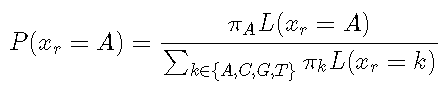 P(x_r = A) = \frac{\pi_A L(x_r = A)}{\sum_{k \in \{A,C,G,T\}} \pi_k L(x_r = k)}